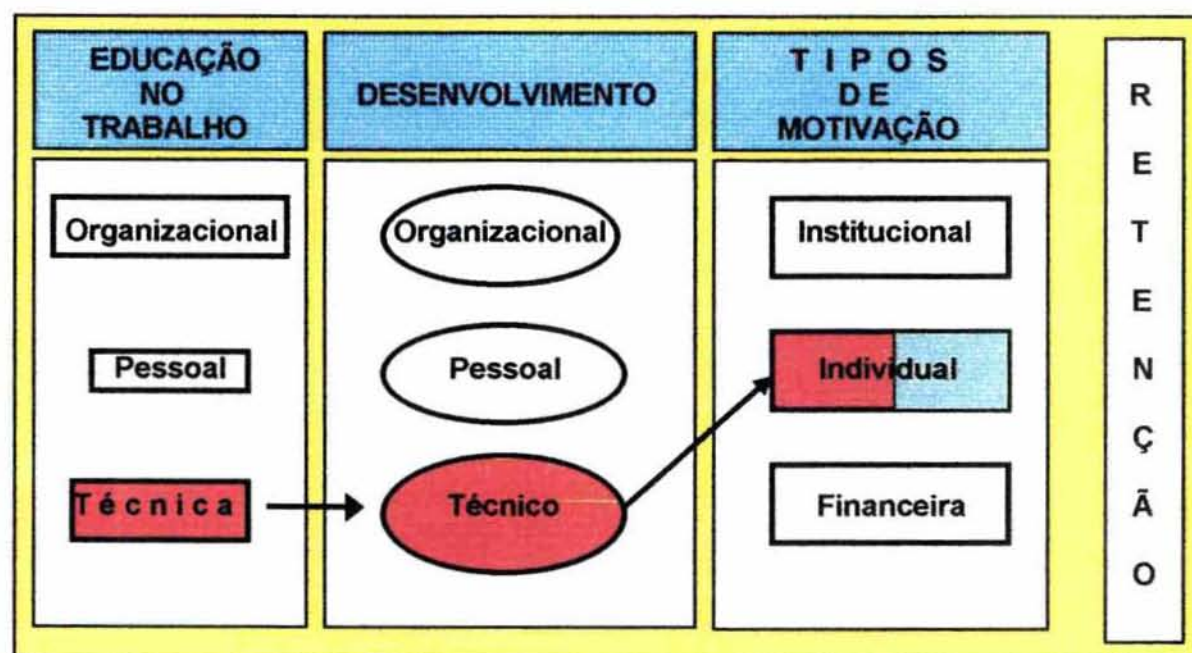 EDUCAÇÃO
NO
TRABALHO
DESENVOLVIMENTO
T I P O S
D E
MOTIVAÇÃO
Organizacional
Organizacional
Institucional
Pessoal
Pessoal
Individual
T é c n i c a
Técnico
Financeira
R
E
T
E
N
Ç
Ã
O